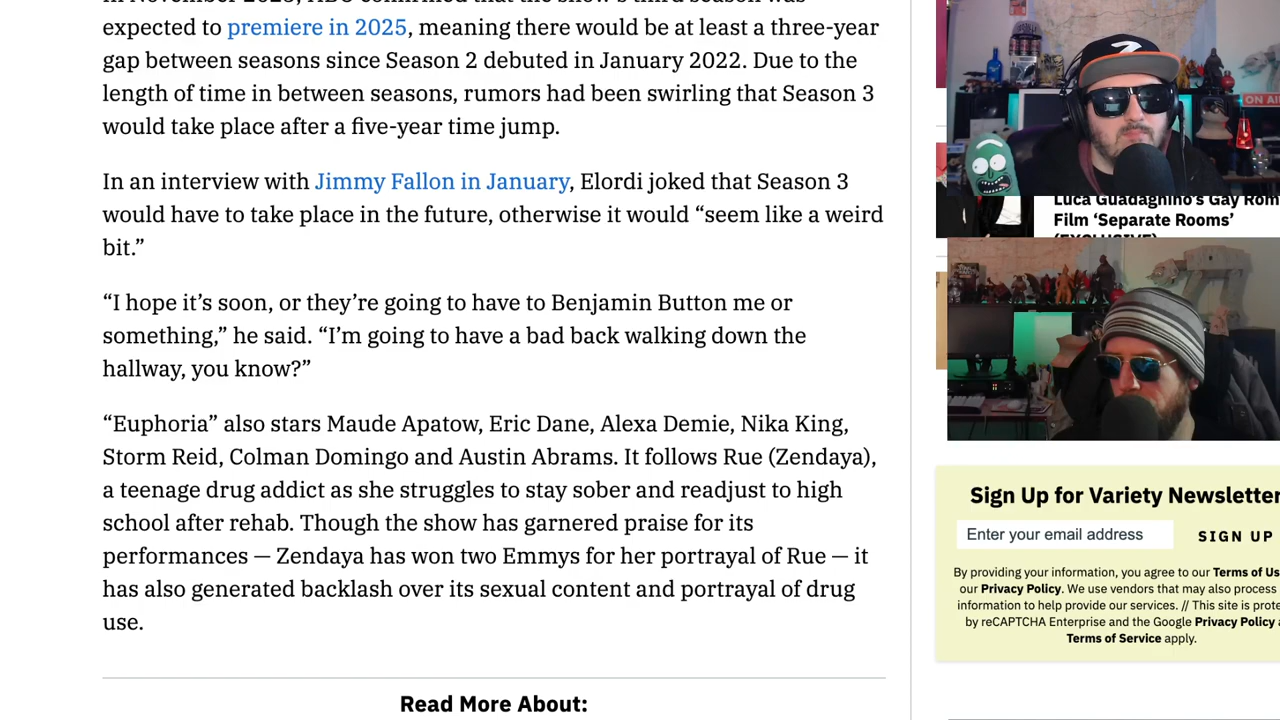 expected to premiere in 2025, meaning there would be at least a three-year
gap between seasons since Season 2 debuted in January 2022. Due to the
length of time in between seasons, rumors had been swirling that Season 3
would take place after a five-year time jump.
In an interview with Jimmy Fallon in January, Elordi joked that Season 3
would have to take place in the future, otherwise it would “seem like a weird
bit.”
“I hope it’s soon, or they’re going to have to Benjamin Button me or
something,” he said. “I’m going to have a bad back walking down the
hallway, you know?”
“Euphoria” also stars Maude Apatow, Eric Dane, Alexa Demie, Nika King,
Storm Reid, Colman Domingo and Austin Abrams. It follows Rue (Zendaya),
a teenage drug addict as she struggles to stay sober and readjust to high
school after rehab. Though the show has garnered praise for its
performances — Zendaya has won two Emmys for her portrayal of Rue — it
has also generated backlash over its sexual content and portrayal of drug
use.
Read More About:
ON AI
Luca Guadagnino’s Gay Rom
Film ‘Separate Rooms’
Sign Up for Variety Newsletter
Enter your email address
SIGN UP
By providing your information, you agree to our Terms of Us
our Privacy Policy. We use vendors that may also process
information to help provide our services. // This site is prote
by reCAPTCHA Enterprise and the Google Privacy Policy a
Terms of Service apply.